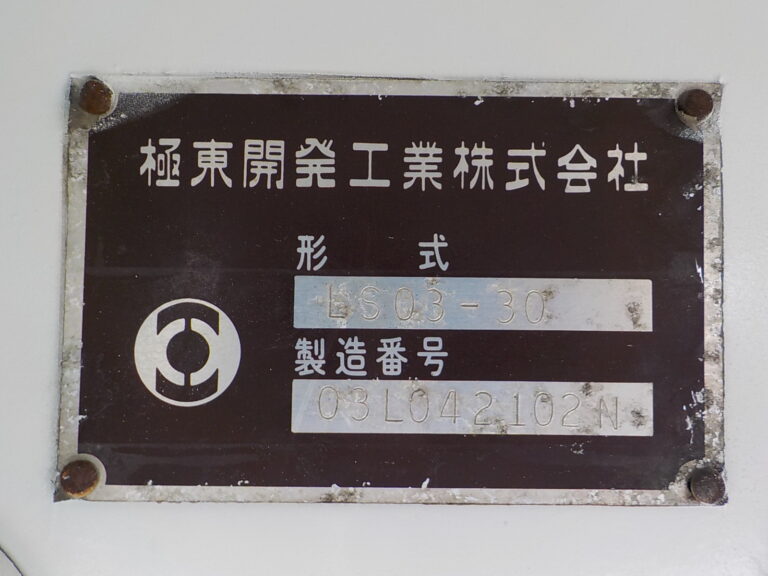 極東開発工業株式会社
形 式
LS03-30
製造番号
03L042102N